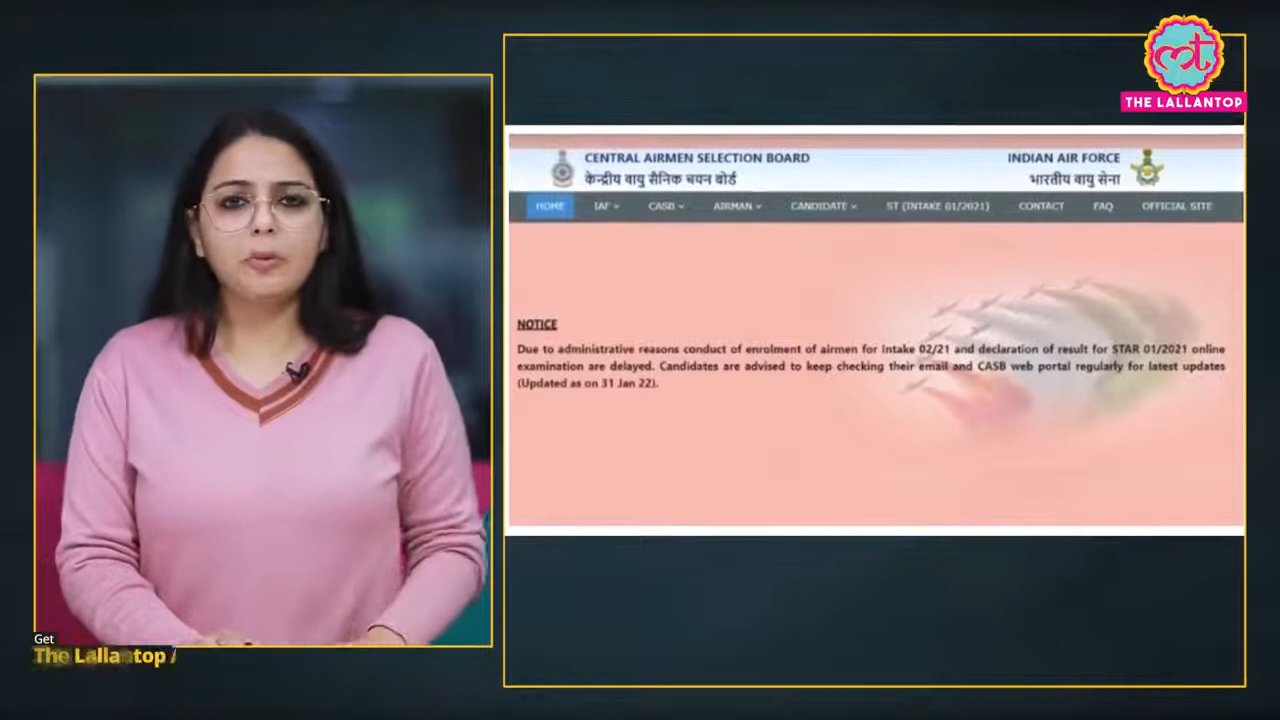 THE LALLANTOP
CENTRAL AIRMEN SELECTION BOARD
केन्द्रीय वायु सैनिक चयन बोर्ड
INDIAN AIR FORCE
भारतीय वायु सेना
HOME IAF CASB AIRMAN CANDIDATE ST (INTAKE 01/2021) CONTACT FAQ OFFICIAL SITE
NOTICE
Due to administrative reasons conduct of enrolment of airmen for Intake 02/21 and declaration of result for STAR 01/2021 online
examination are delayed. Candidates are advised to keep checking their email and CASB web portal regularly for latest updates
(Updated as on 31 Jan 22).
Get
The Lallantop